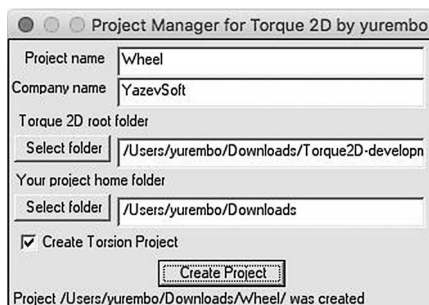 Project Manager for Torque 2D by yurembo
Project name Wheel
Company name YazevSoft
Torque 2D root folder
Select folder /Users/yurembo/Downloads/Torque2D-developn
Your project home folder
Select folder /Users/yurembo/Downloads
Create Torsion Project
Create Project
Project /Users/yurembo/Downloads/Wheel/ was created